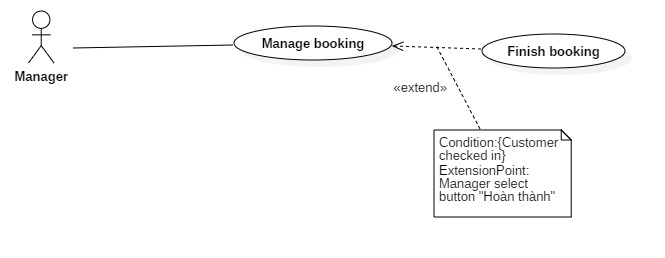 Manager
Manage booking
Finish booking
«extend»
Condition:{Customer
checked in}
ExtensionPoint:
Manager select
button "Hoàn thành"